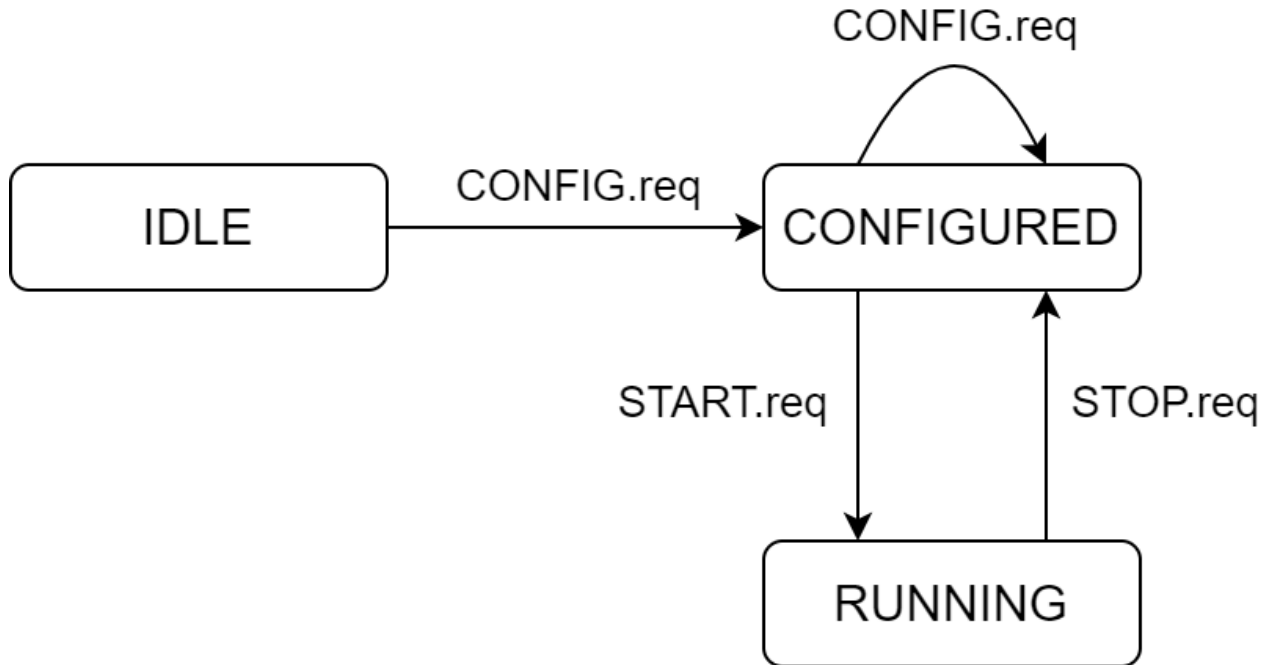 CONFIG.req
IDLE
CONFIG.req
CONFIGURED
START.req
STOP.req
RUNNING